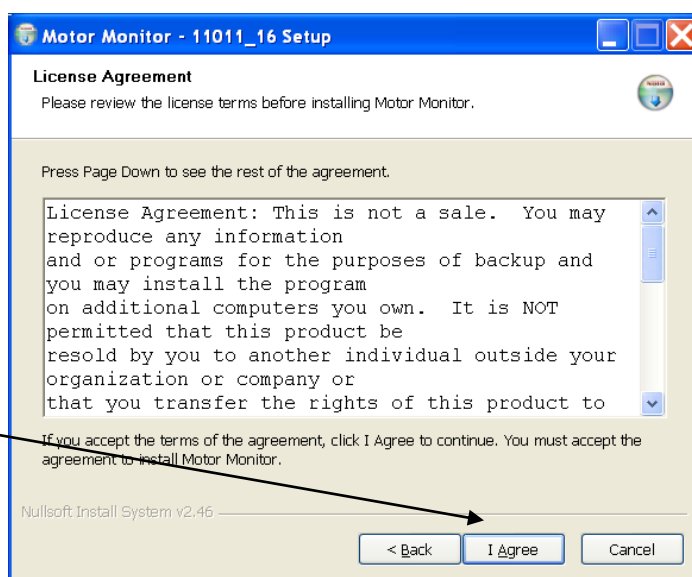 Motor Monitor - 11011_16 Setup
License Agreement
Please review the license terms before installing Motor Monitor.
Press Page Down to see the rest of the agreement.
License Agreement: This is not a sale.  You may
reproduce any information
and or programs for the purposes of backup and
you may install the program
on additional computers you own.  It is NOT
permitted that this product be
resold by you to another individual outside your
organization or company or
that you transfer the rights of this product to
If you accept the terms of the agreement, click I Agree to continue. You must accept the
agreement to install Motor Monitor.
Nullsoft Install System v2.46
< Back
I Agree
Cancel